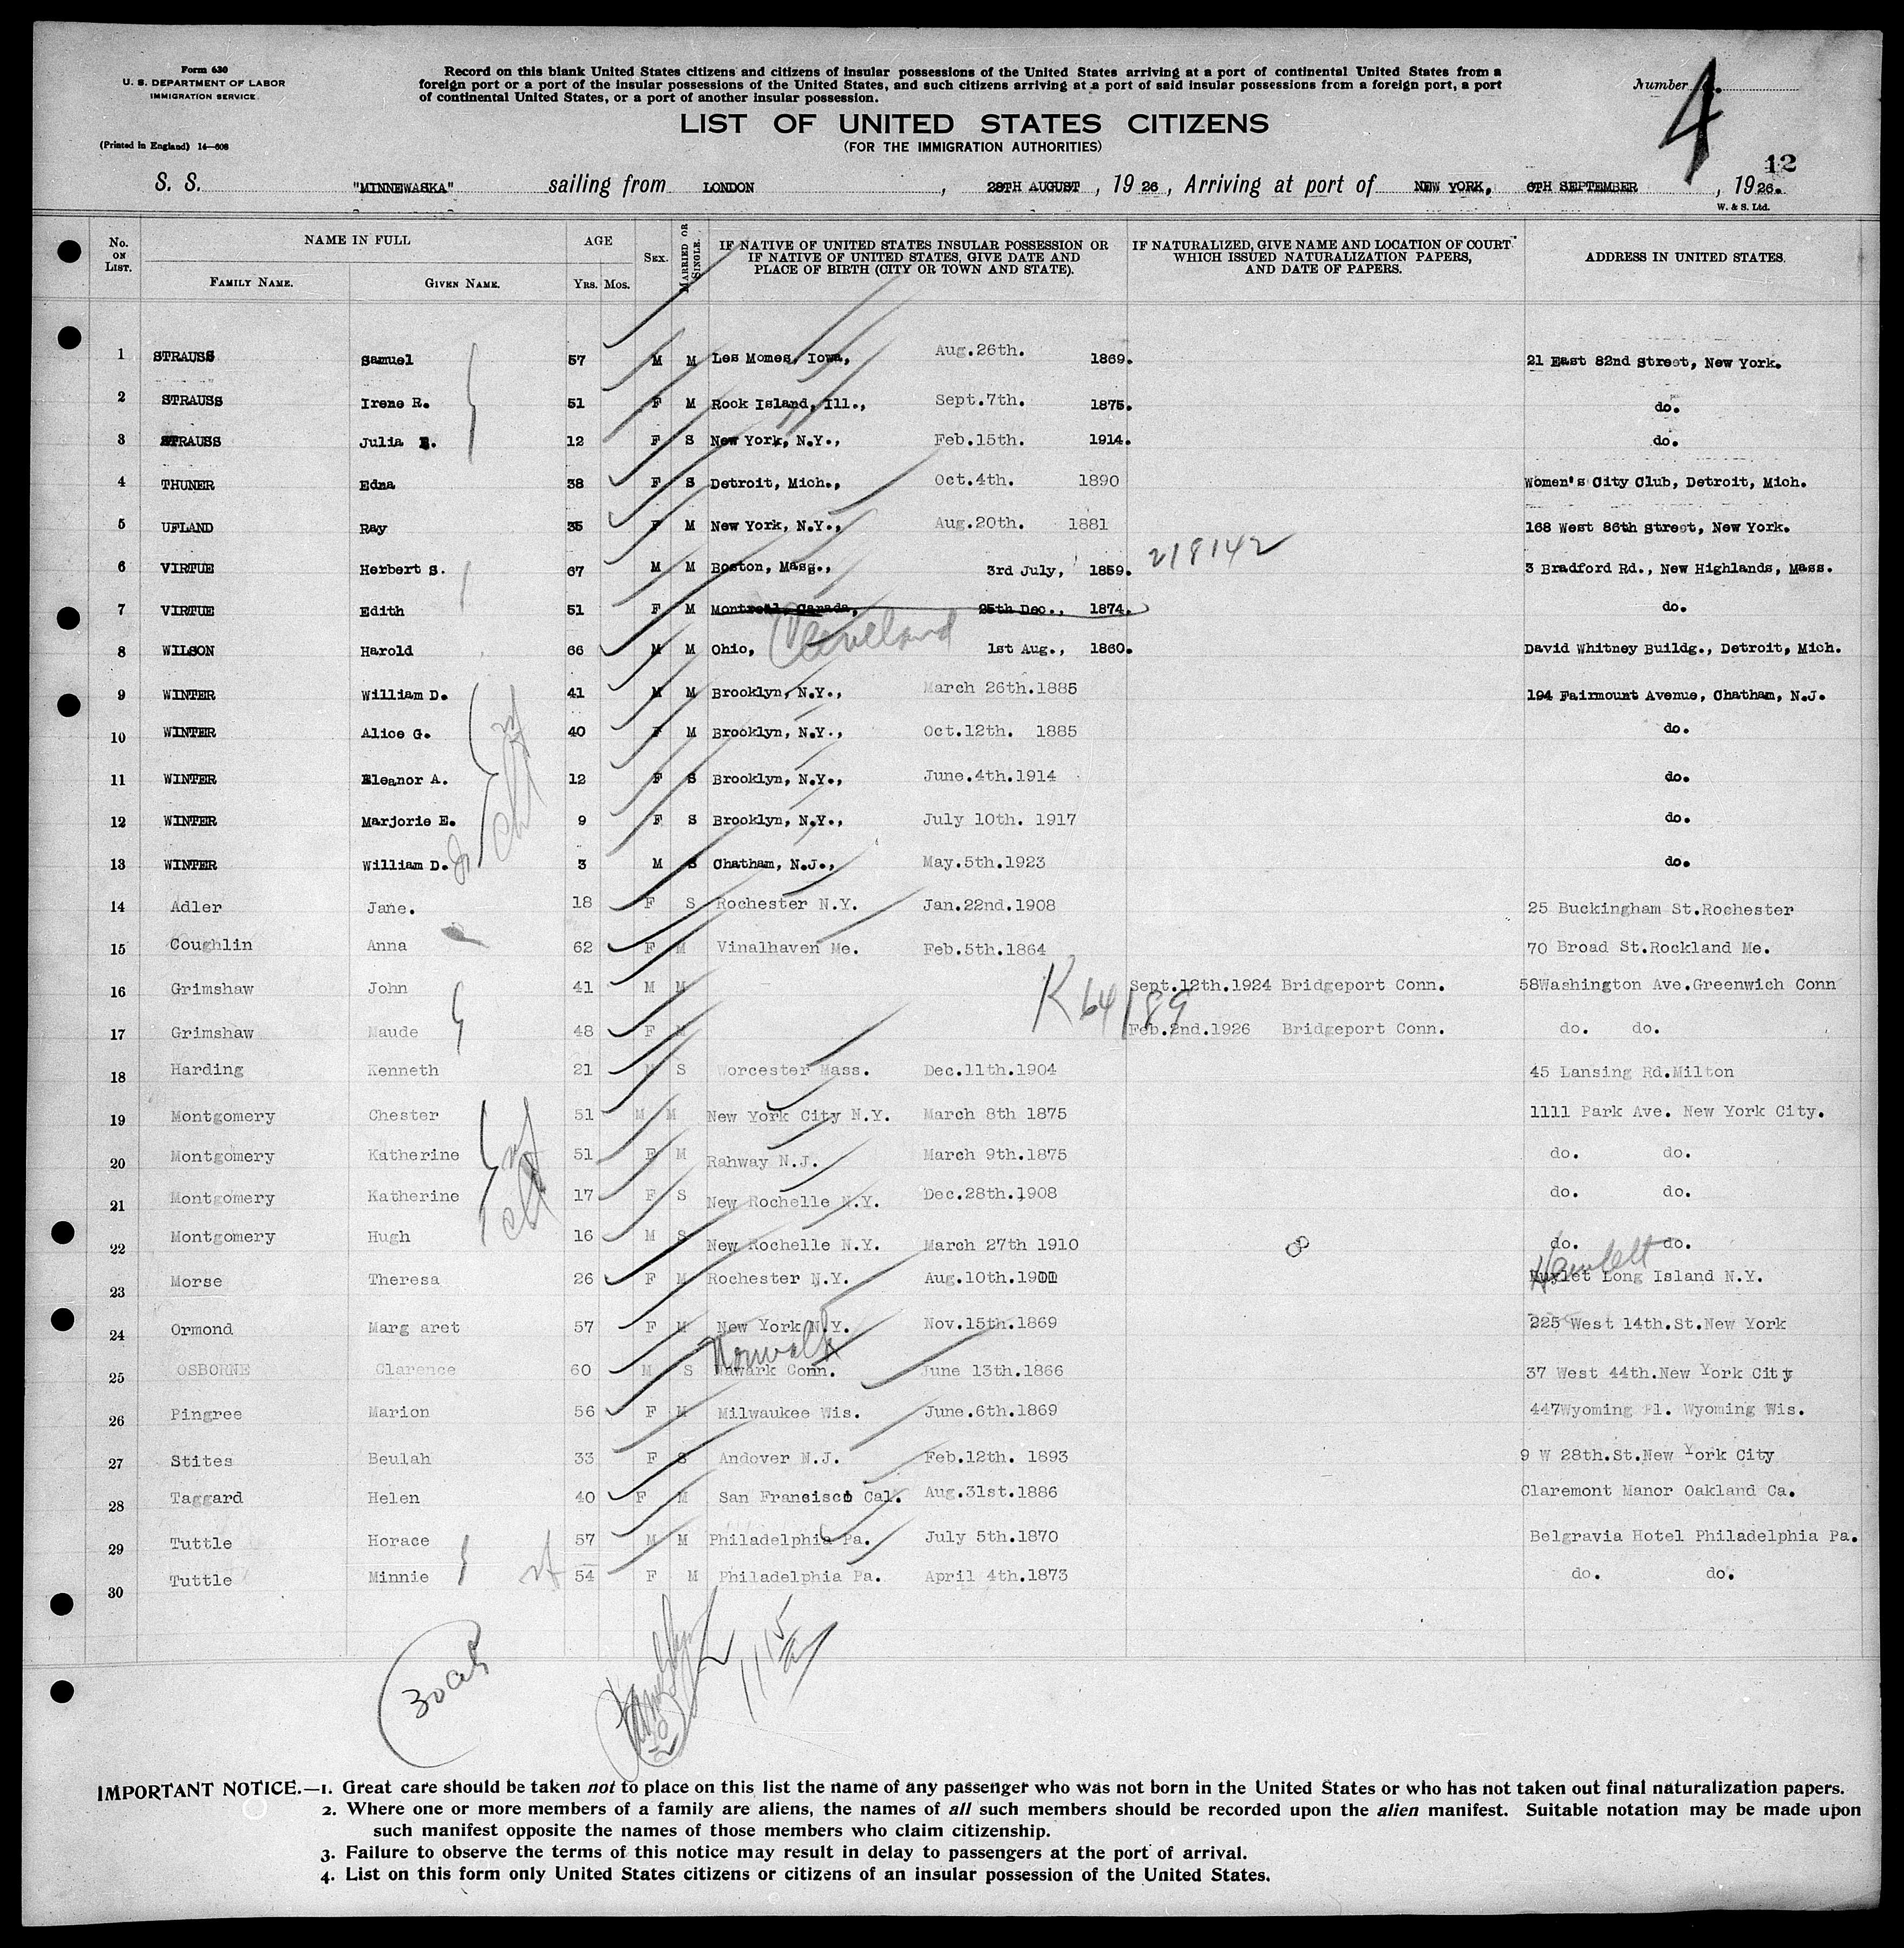 Form 630
U. S. DEPARTMENT OF LABOR
IMMIGRATION SERVICE
(Printed in England) 14—608
Record on this blank United States citizens and citizens of insular possessions of the United States arriving at a port of continental United States from a
foreign port or a port of the insular possessions of the United States, and such citizens arriving at a port of said insular possessions from a foreign port, a port
of continental United States, or a port of another insular possession.
Number 4
LIST OF UNITED STATES CITIZENS
(FOR THE IMMIGRATION AUTHORITIES)
12
S. S. "MINNEWASKA" sailing from LONDON, 28TH AUGUST, 1926, Arriving at port of NEW YORK, 6TH SEPTEMBER, 1926.
W. & S. Ltd.
No. ON LIST. NAME IN FULL AGE SEX. MARRIED OR SINGLE. IF NATIVE OF UNITED STATES INSULAR POSSESSION OR IF NATIVE OF UNITED STATES, GIVE DATE AND PLACE OF BIRTH (CITY OR TOWN AND STATE). IF NATURALIZED, GIVE NAME AND LOCATION OF COURT WHICH ISSUED NATURALIZATION PAPERS, AND DATE OF PAPERS. ADDRESS IN UNITED STATES.
FAMILY NAME. GIVEN NAME. YRS. MOS.
1 STRAUSS Samuel 57 M M Les Momes, Iowa, Aug.26th. 1869. 21 East 82nd Street, New York.
2 STRAUSS Irene R. 51 F M Rock Island, Ill., Sept.7th. 1875. do.
3 STRAUSS Julia E. 12 F S New York, N.Y., Feb.15th. 1914. do.
4 THUNER Edna 38 F S Detroit, Mich., Oct.4th. 1890 Women's City Club, Detroit, Mich.
5 UFLAND Ray 35 F M New York, N.Y., Aug.20th. 1881 168 West 86th Street, New York.
6 VIRTUE Herbert S. 67 M M Boston, Mass., 3rd July, 1859. 218142 3 Bradford Rd., New Highlands, Mass.
7 VIRTUE Edith 51 F M Montreal, Canada, 25th Dec., 1874. do.
8 WILSON Harold 66 M M Ohio, Cleveland 1st Aug., 1860. David Whitney Buildg., Detroit, Mich.
9 WINTER William D. 41 M M Brooklyn, N.Y., March 26th.1885 194 Fairmount Avenue, Chatham, N.J.
10 WINTER Alice G. 40 F M Brooklyn, N.Y., Oct.12th. 1885 do.
11 WINTER Eleanor A. 12 F S Brooklyn, N.Y., June.4th.1914 do.
12 WINTER Marjorie E. 9 F S Brooklyn, N.Y., July 10th. 1917 do.
13 WINTER William D. Jr 3 M S Chatham, N.J., May.5th.1923 do.
14 Adler Jane. 18 F S Rochester N.Y. Jan.22nd.1908 25 Buckingham St.Rochester
15 Coughlin Anna 62 F M Vinalhaven Me. Feb.5th.1864 70 Broad St.Rockland Me.
16 Grimshaw John 41 M M K 64/89 Sept.12th.1924 Bridgeport Conn. 58Washington Ave.Greenwich Conn
17 Grimshaw Maude 48 F M Feb.2nd.1926 Bridgeport Conn. do. do.
18 Harding Kenneth 21 M S Worcester Mass. Dec.11th.1904 45 Lansing Rd.Milton
19 Montgomery Chester 51 M M New York City N.Y. March 8th 1875 1111 Park Ave. New York City.
20 Montgomery Katherine 51 F M Rahway N.J. March 9th.1875 do. do.
21 Montgomery Katherine 17 F S New Rochelle N.Y. Dec.28th.1908 do. do.
22 Montgomery Hugh 16 M S New Rochelle N.Y. March 27th 1910 do. do.
23 Morse Theresa 26 F M Rochester N.Y. Aug.10th. Hewlett Huylet Long Island N.Y.
24 Ormond Marg aret 57 F M New York N.Y. Nov.15th.1869 225 West 14th.St.New York
25 OSBORNE Clarence 60 M S Norwalk Nawark Conn. June 13th.1866 37 West 44th.New York City
26 Pingree Marion 56 F M Milwaukee Wis. June.6th.1869 447Wyoming Pl. Wyoming Wis.
27 Stites Beulah 33 F S Andover N.J. Feb.12th. 1893 9 W 28th.St.New York City
28 Taggard Helen 40 F M San Francisco Cal. Aug.31st.1886 Claremont Manor Oakland Ca.
29 Tuttle Horace 57 M M Philadelphia Pa. July 5th.1870 Belgravia Hotel Philadelphia Pa.
30 Tuttle Minnie 54 F M Philadelphia Pa. April 4th.1873 do. do.
IMPORTANT NOTICE.—1. Great care should be taken not to place on this list the name of any passenger who was not born in the United States or who has not taken out final naturalization papers.
2. Where one or more members of a family are aliens, the names of all such members should be recorded upon the alien manifest. Suitable notation may be made upon
such manifest opposite the names of those members who claim citizenship.
3. Failure to observe the terms of this notice may result in delay to passengers at the port of arrival.
4. List on this form only United States citizens or citizens of an insular possession of the United States.